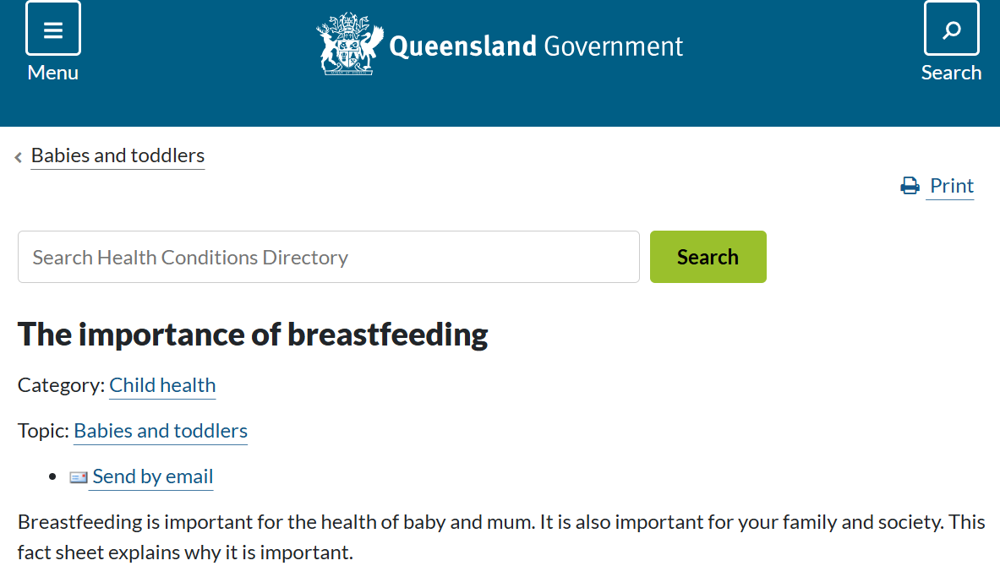 Menu
Queensland Government
Search
Babies and toddlers
Print
Search Health Conditions Directory
Search
The importance of breastfeeding
Category: Child health
Topic: Babies and toddlers
Send by email
Breastfeeding is important for the health of baby and mum. It is also important for your family and society. This
fact sheet explains why it is important.